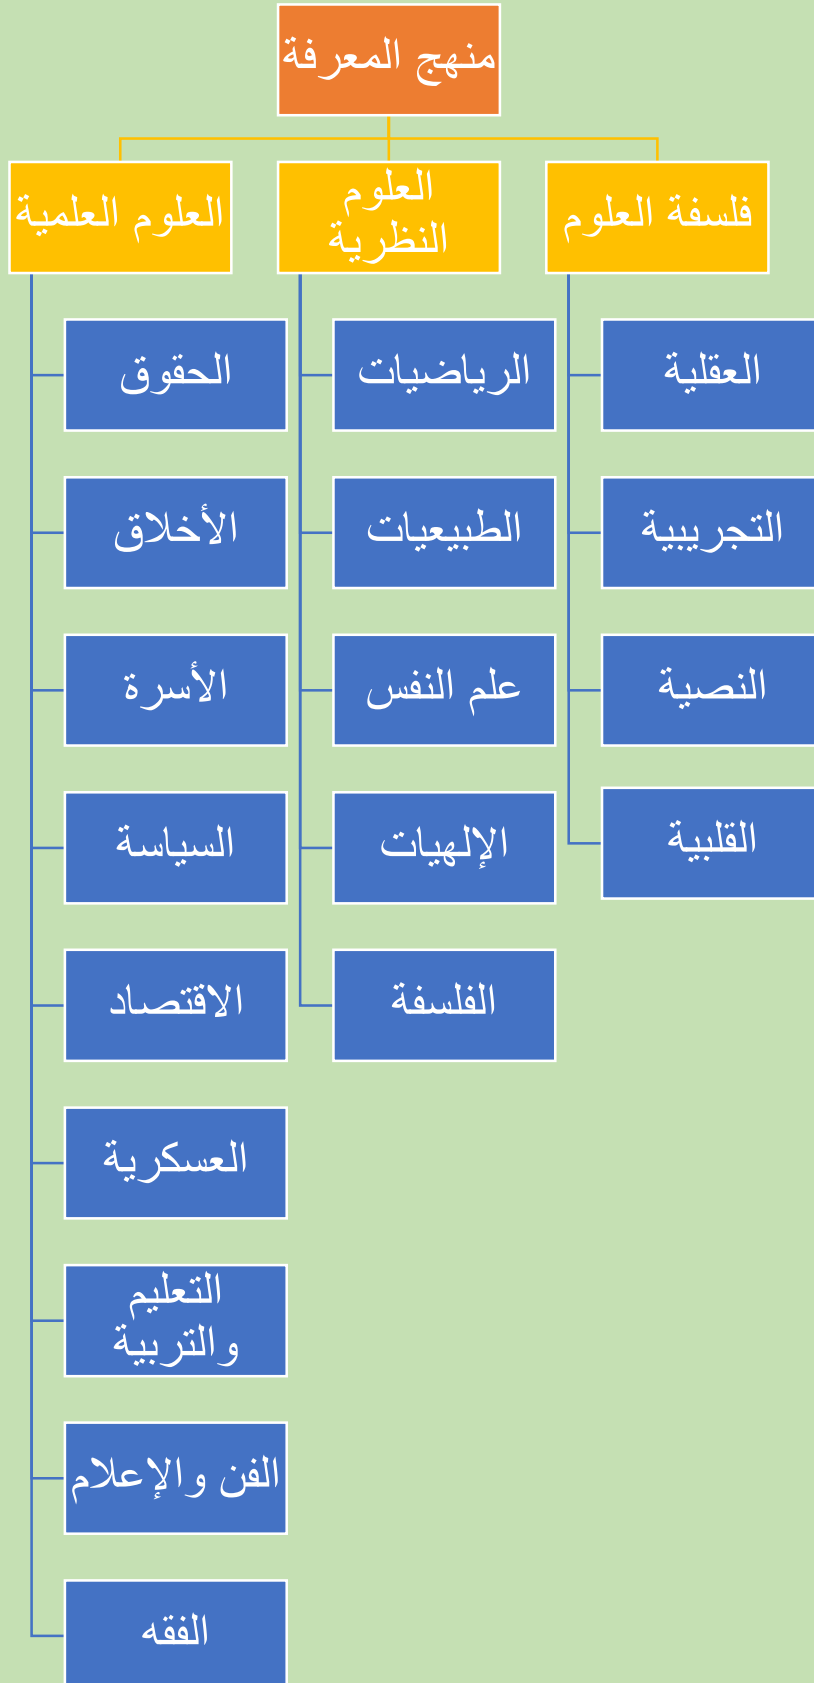 منهج المعرفة
فلسفة العلوم
العقلية
التجريبية
النصية
القلبية
العلوم
النظرية
الرياضيات
الطبيعيات
علم النفس
الإلهيات
الفلسفة
العلوم العلمية
الحقوق
الأخلاق
الأسرة
السياسة
الاقتصاد
العسكرية
التعليم
والتربية
الفن والإعلام
الفقه